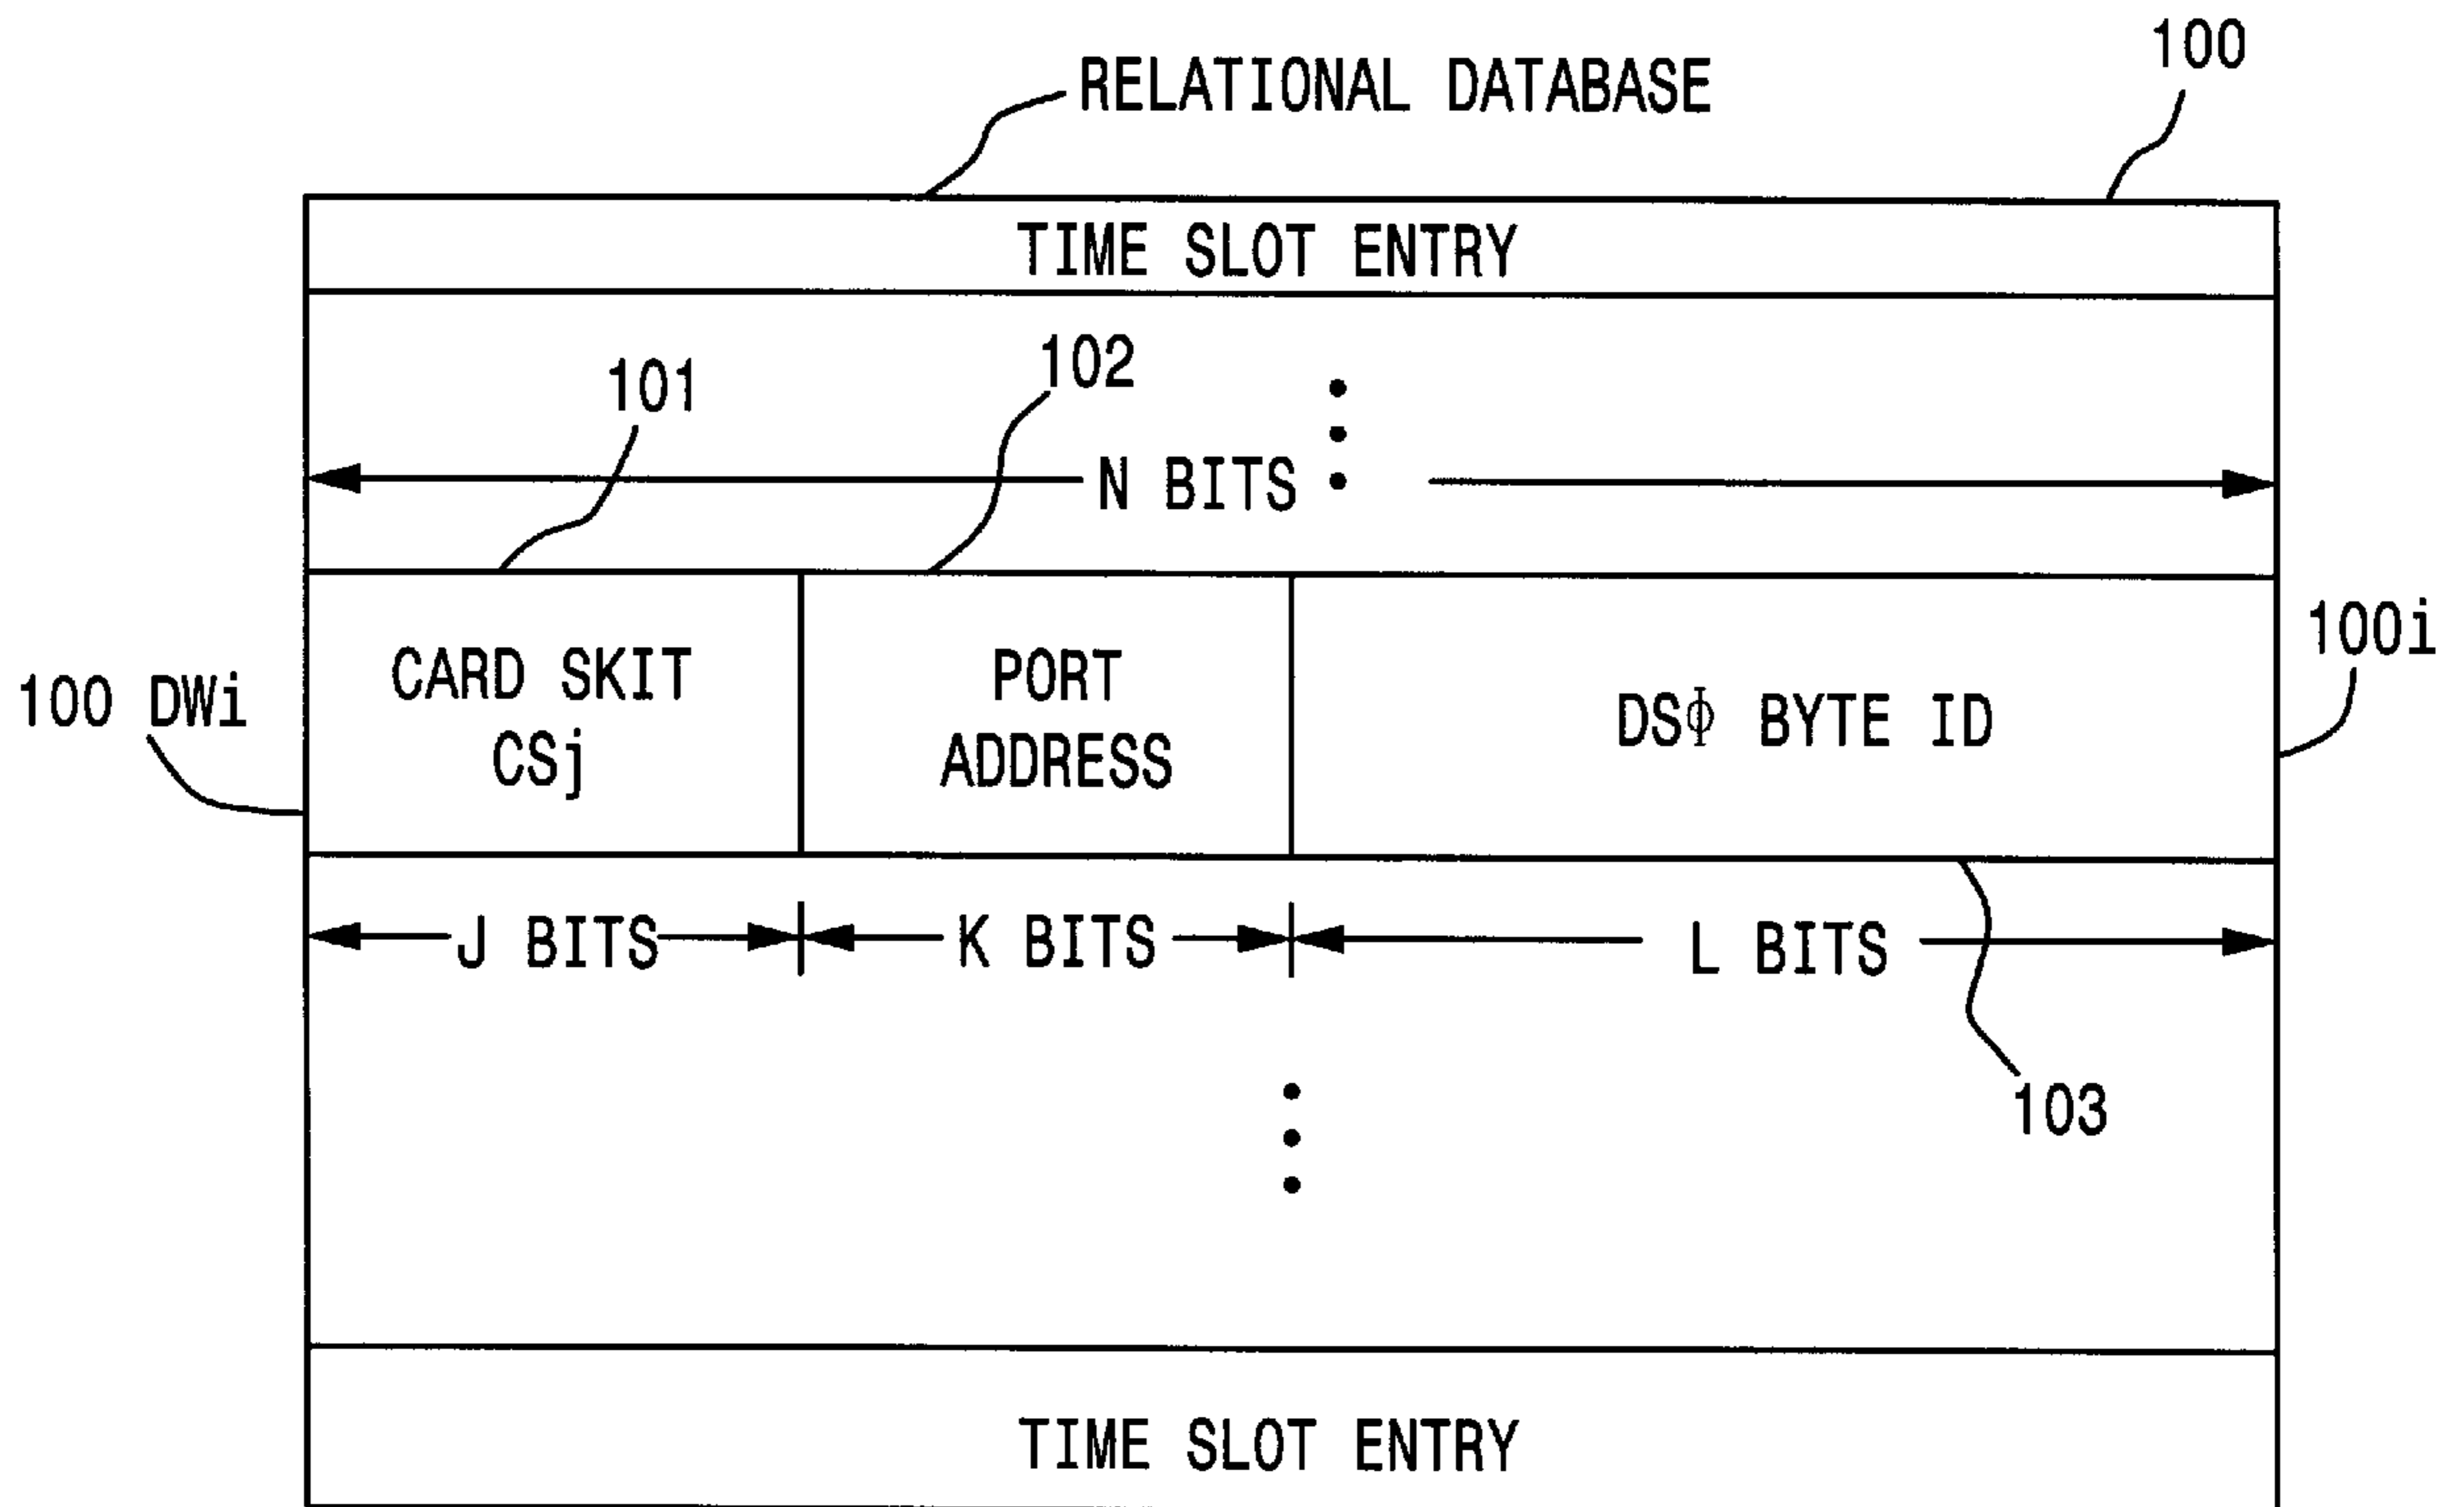 100
RELATIONAL DATABASE
TIME SLOT ENTRY
101
102
N BITS
CARD SKIT
CSj
PORT
ADDRESS
DSΦ BYTE ID
100i
100 DWi
J BITS
K BITS
L BITS
103
TIME SLOT ENTRY